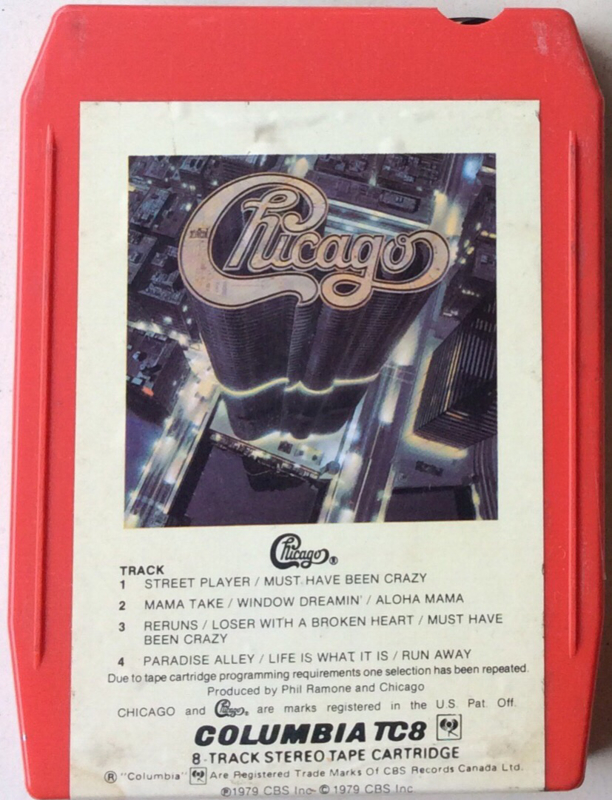 Chicago
Chicago ®
TRACK
1 STREET PLAYER / MUST HAVE BEEN CRAZY
2 MAMA TAKE / WINDOW DREAMIN' / ALOHA MAMA
3 RERUNS / LOSER WITH A BROKEN HEART / MUST HAVE
BEEN CRAZY
4 PARADISE ALLEY / LIFE IS WHAT IT IS / RUN AWAY
Due to tape cartridge programming requirements one selection has been repeated.
Produced by Phil Ramone and Chicago
CHICAGO and Chicago® are marks registered in the U.S. Pat. Off.
COLUMBIA TC8
8-TRACK STEREO TAPE CARTRIDGE
® "Columbia" Are Registered Trade Marks Of CBS Records Canada Ltd.
℗ 1979 CBS Inc © 1979 CBS Inc